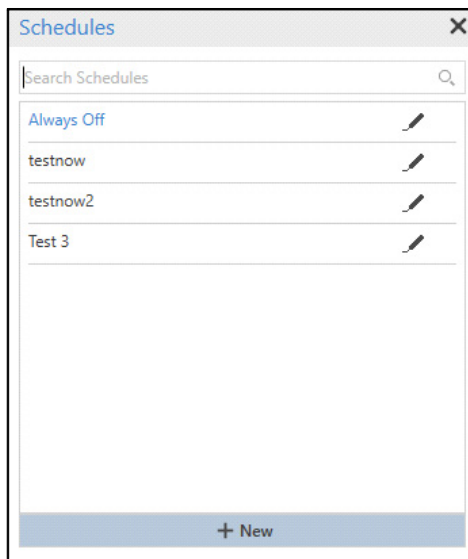 Schedules
Search Schedules
Always Off
testnow
testnow2
Test 3
+ New